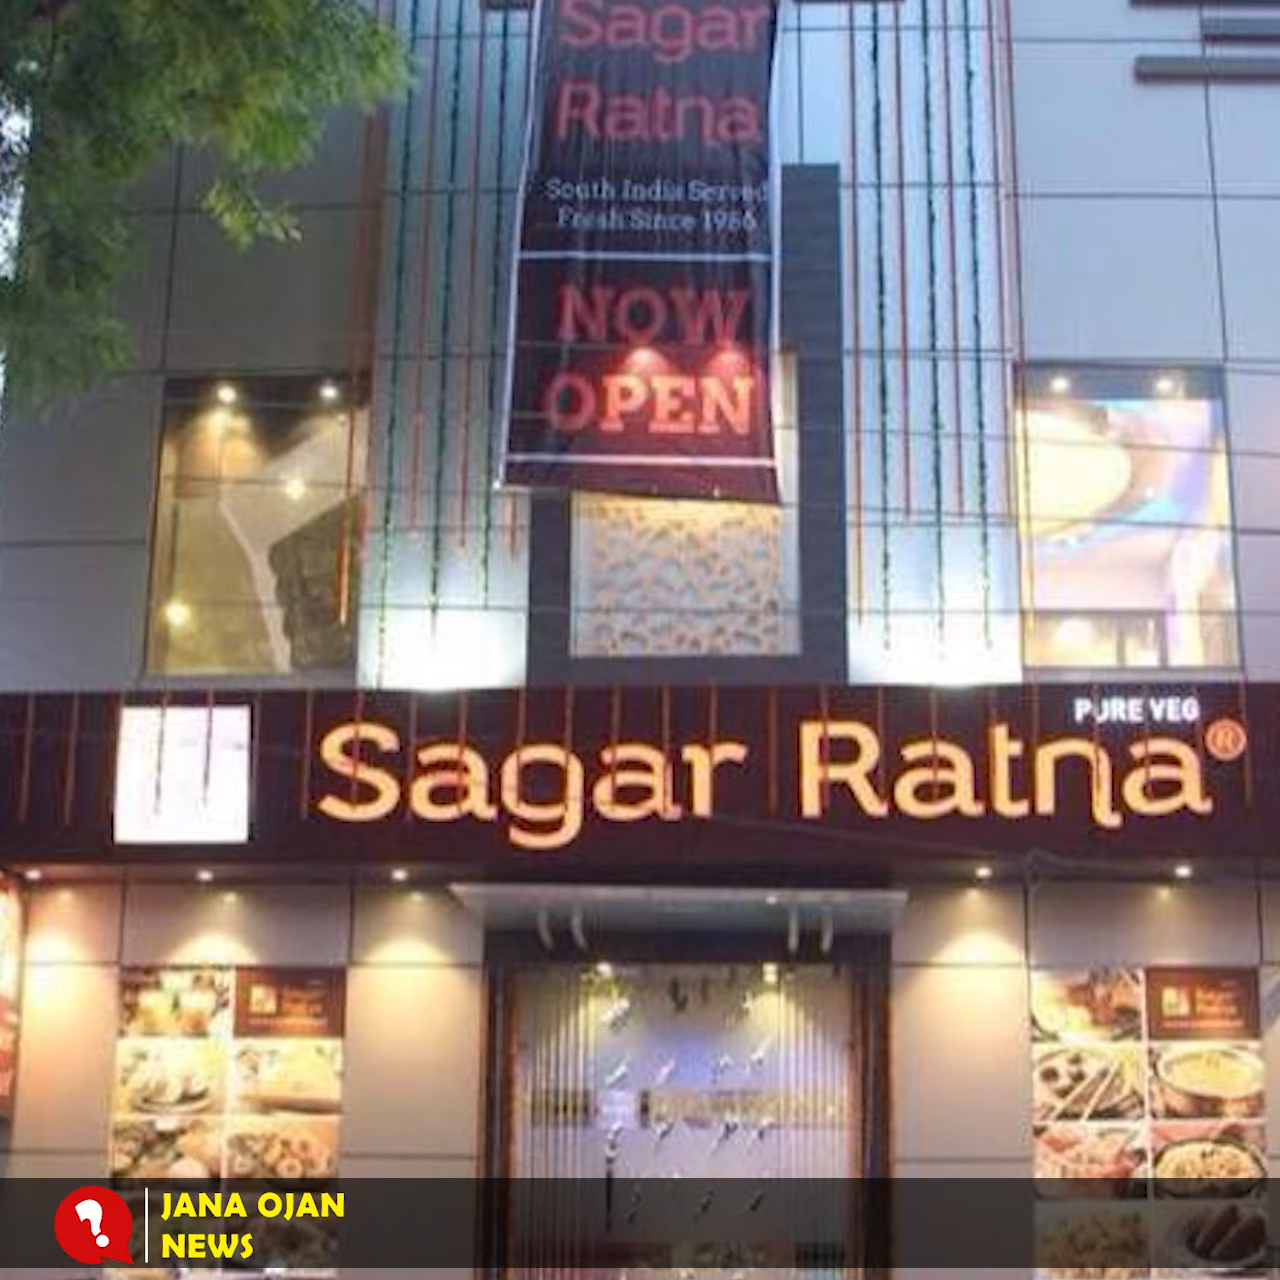 Sagar
Ratna
South India Served
Fresh Since 1986
NOW
OPEN
PURE VEG
Sagar Ratna®
JANA OJAN
NEWS